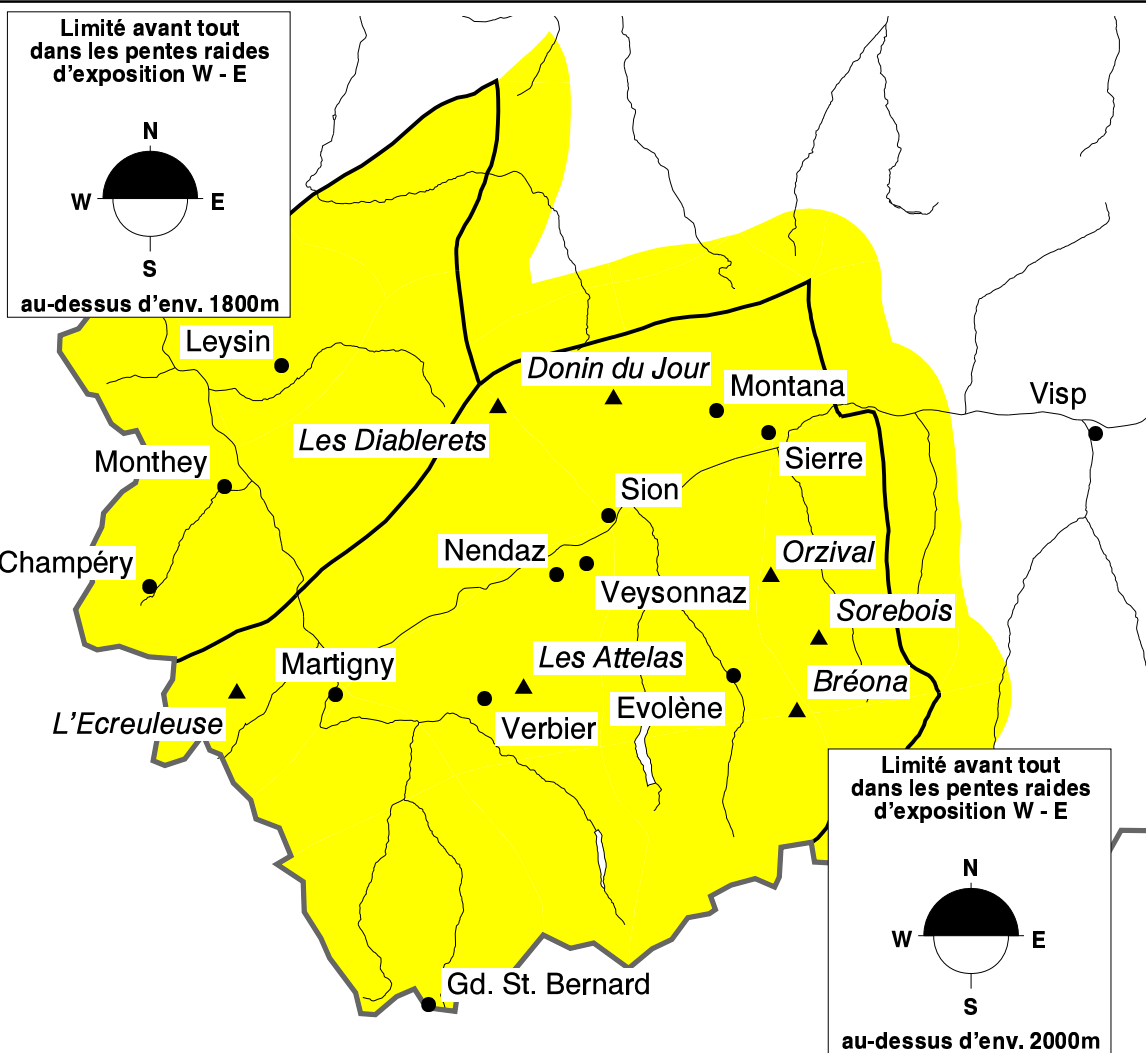 Limité avant tout
dans les pentes raides
d'exposition W - E
N
W E
S
au-dessus d'env. 1800m
Leysin
Donin du Jour
Montana
Visp
Les Diablerets
Sierre
Monthey
Sion
Nendaz
Orzival
Champéry
Veysonnaz
Sorebois
Martigny
Les Attelas
Bréona
L'Ecreuleuse
Verbier
Evolène
Gd. St. Bernard
Limité avant tout
dans les pentes raides
d'exposition W - E
N
W E
S
au-dessus d'env. 2000m